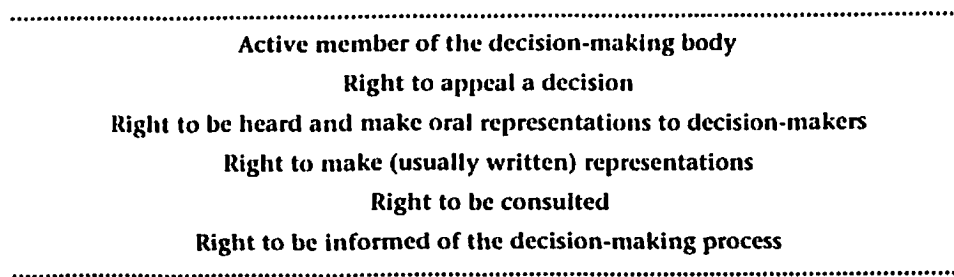 Active member of the decision-making body
Right to appeal a decision
Right to be heard and make oral representations to decision-makers
Right to make (usually written) representations
Right to be consulted
Right to be informed of the decision-making process